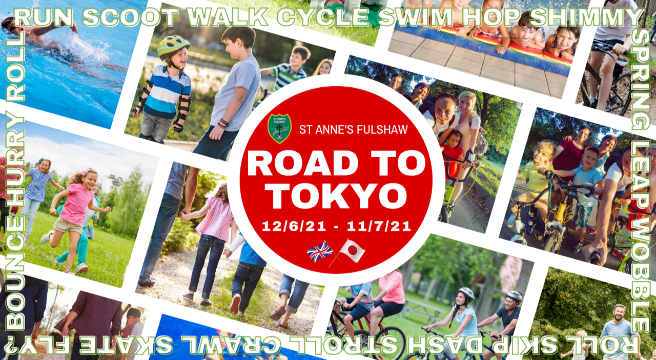 RUN SCOOT WALK CYCLE SWIM HOP SHIMMY
SPRING LEAP WOBBLE
ROLL SKIP DASH STROLL CRAWL SKATE FLY?
BOUNCE HURRY ROLL
ST ANNE'S FULSHAW
ROAD TO
TOKYO
12/6/21 - 11/7/21